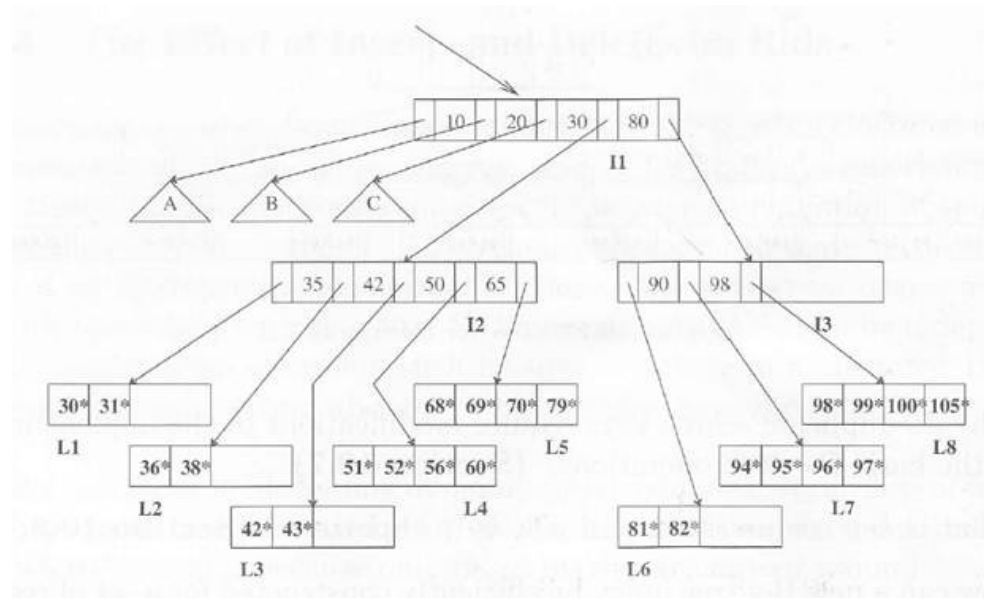 10 20 30 80
I1
A B C
35 42 50 65
90 98
I2
I3
30* 31*
68* 69* 70* 79*
98* 99* 100* 105*
L1
L5
L8
36* 38*
51* 52* 56* 60*
94* 95* 96* 97*
L2
L4
L7
42* 43*
81* 82*
L3
L6